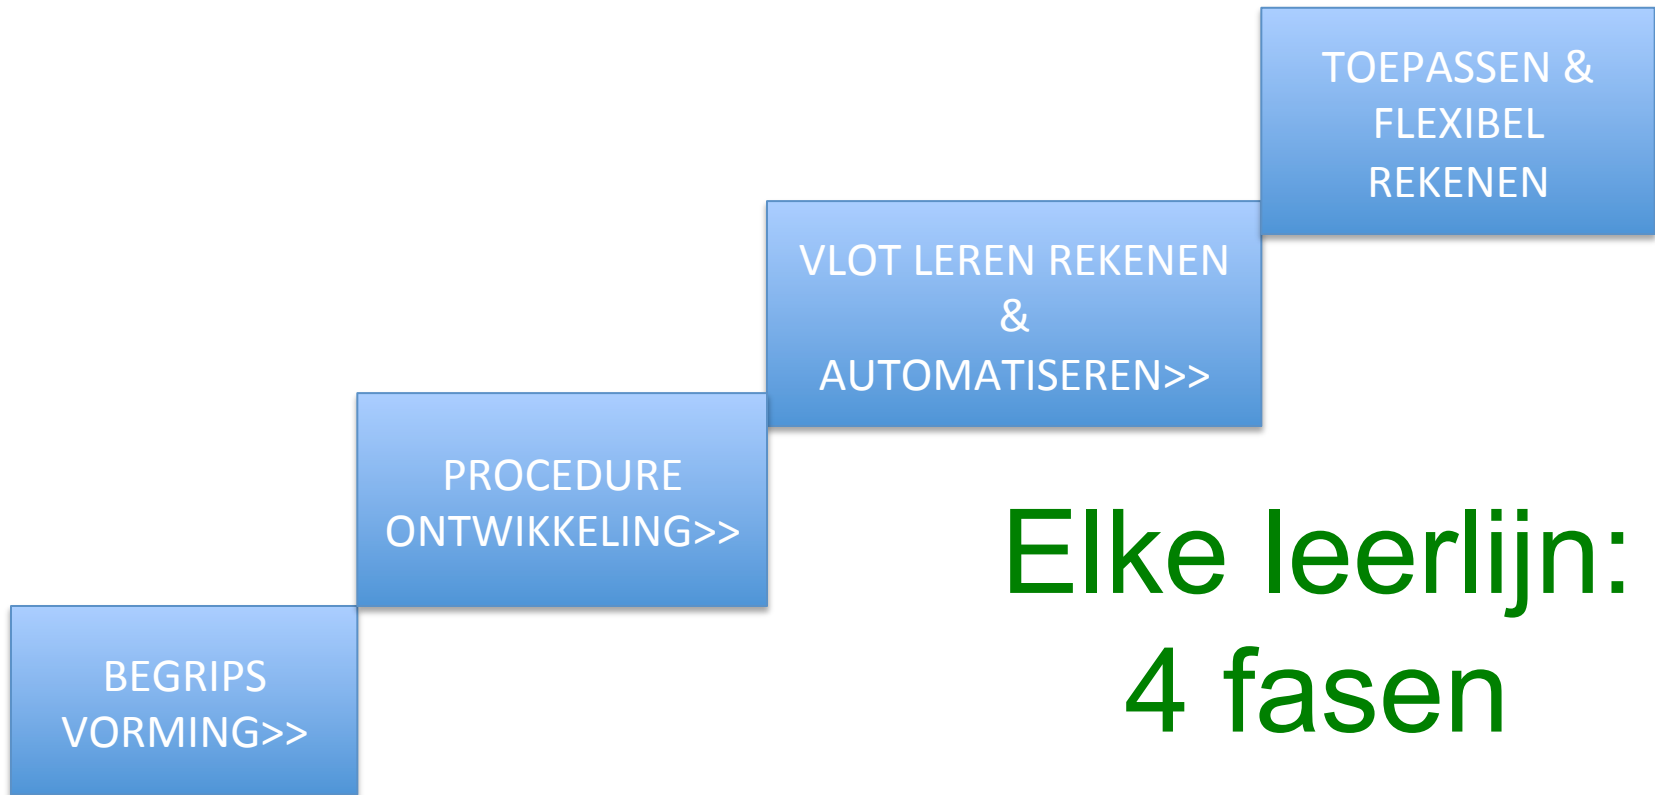 TOEPASSEN &
FLEXIBEL
REKENEN
VLOT LEREN REKENEN
&
AUTOMATISEREN>>
PROCEDURE
ONTWIKKELING>>
BEGRIPS
VORMING>>
Elke leerlijn:
4 fasen